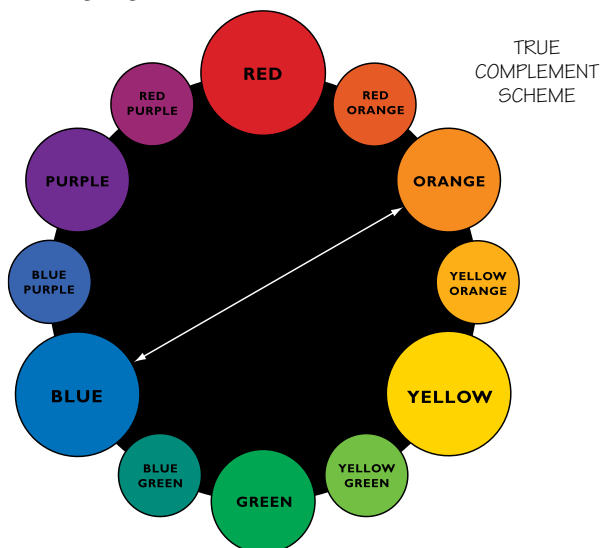 TRUE
COMPLEMENT
SCHEME
RED
RED
PURPLE
RED
ORANGE
PURPLE
ORANGE
BLUE
PURPLE
YELLOW
ORANGE
BLUE
YELLOW
BLUE
GREEN
YELLOW
GREEN
GREEN